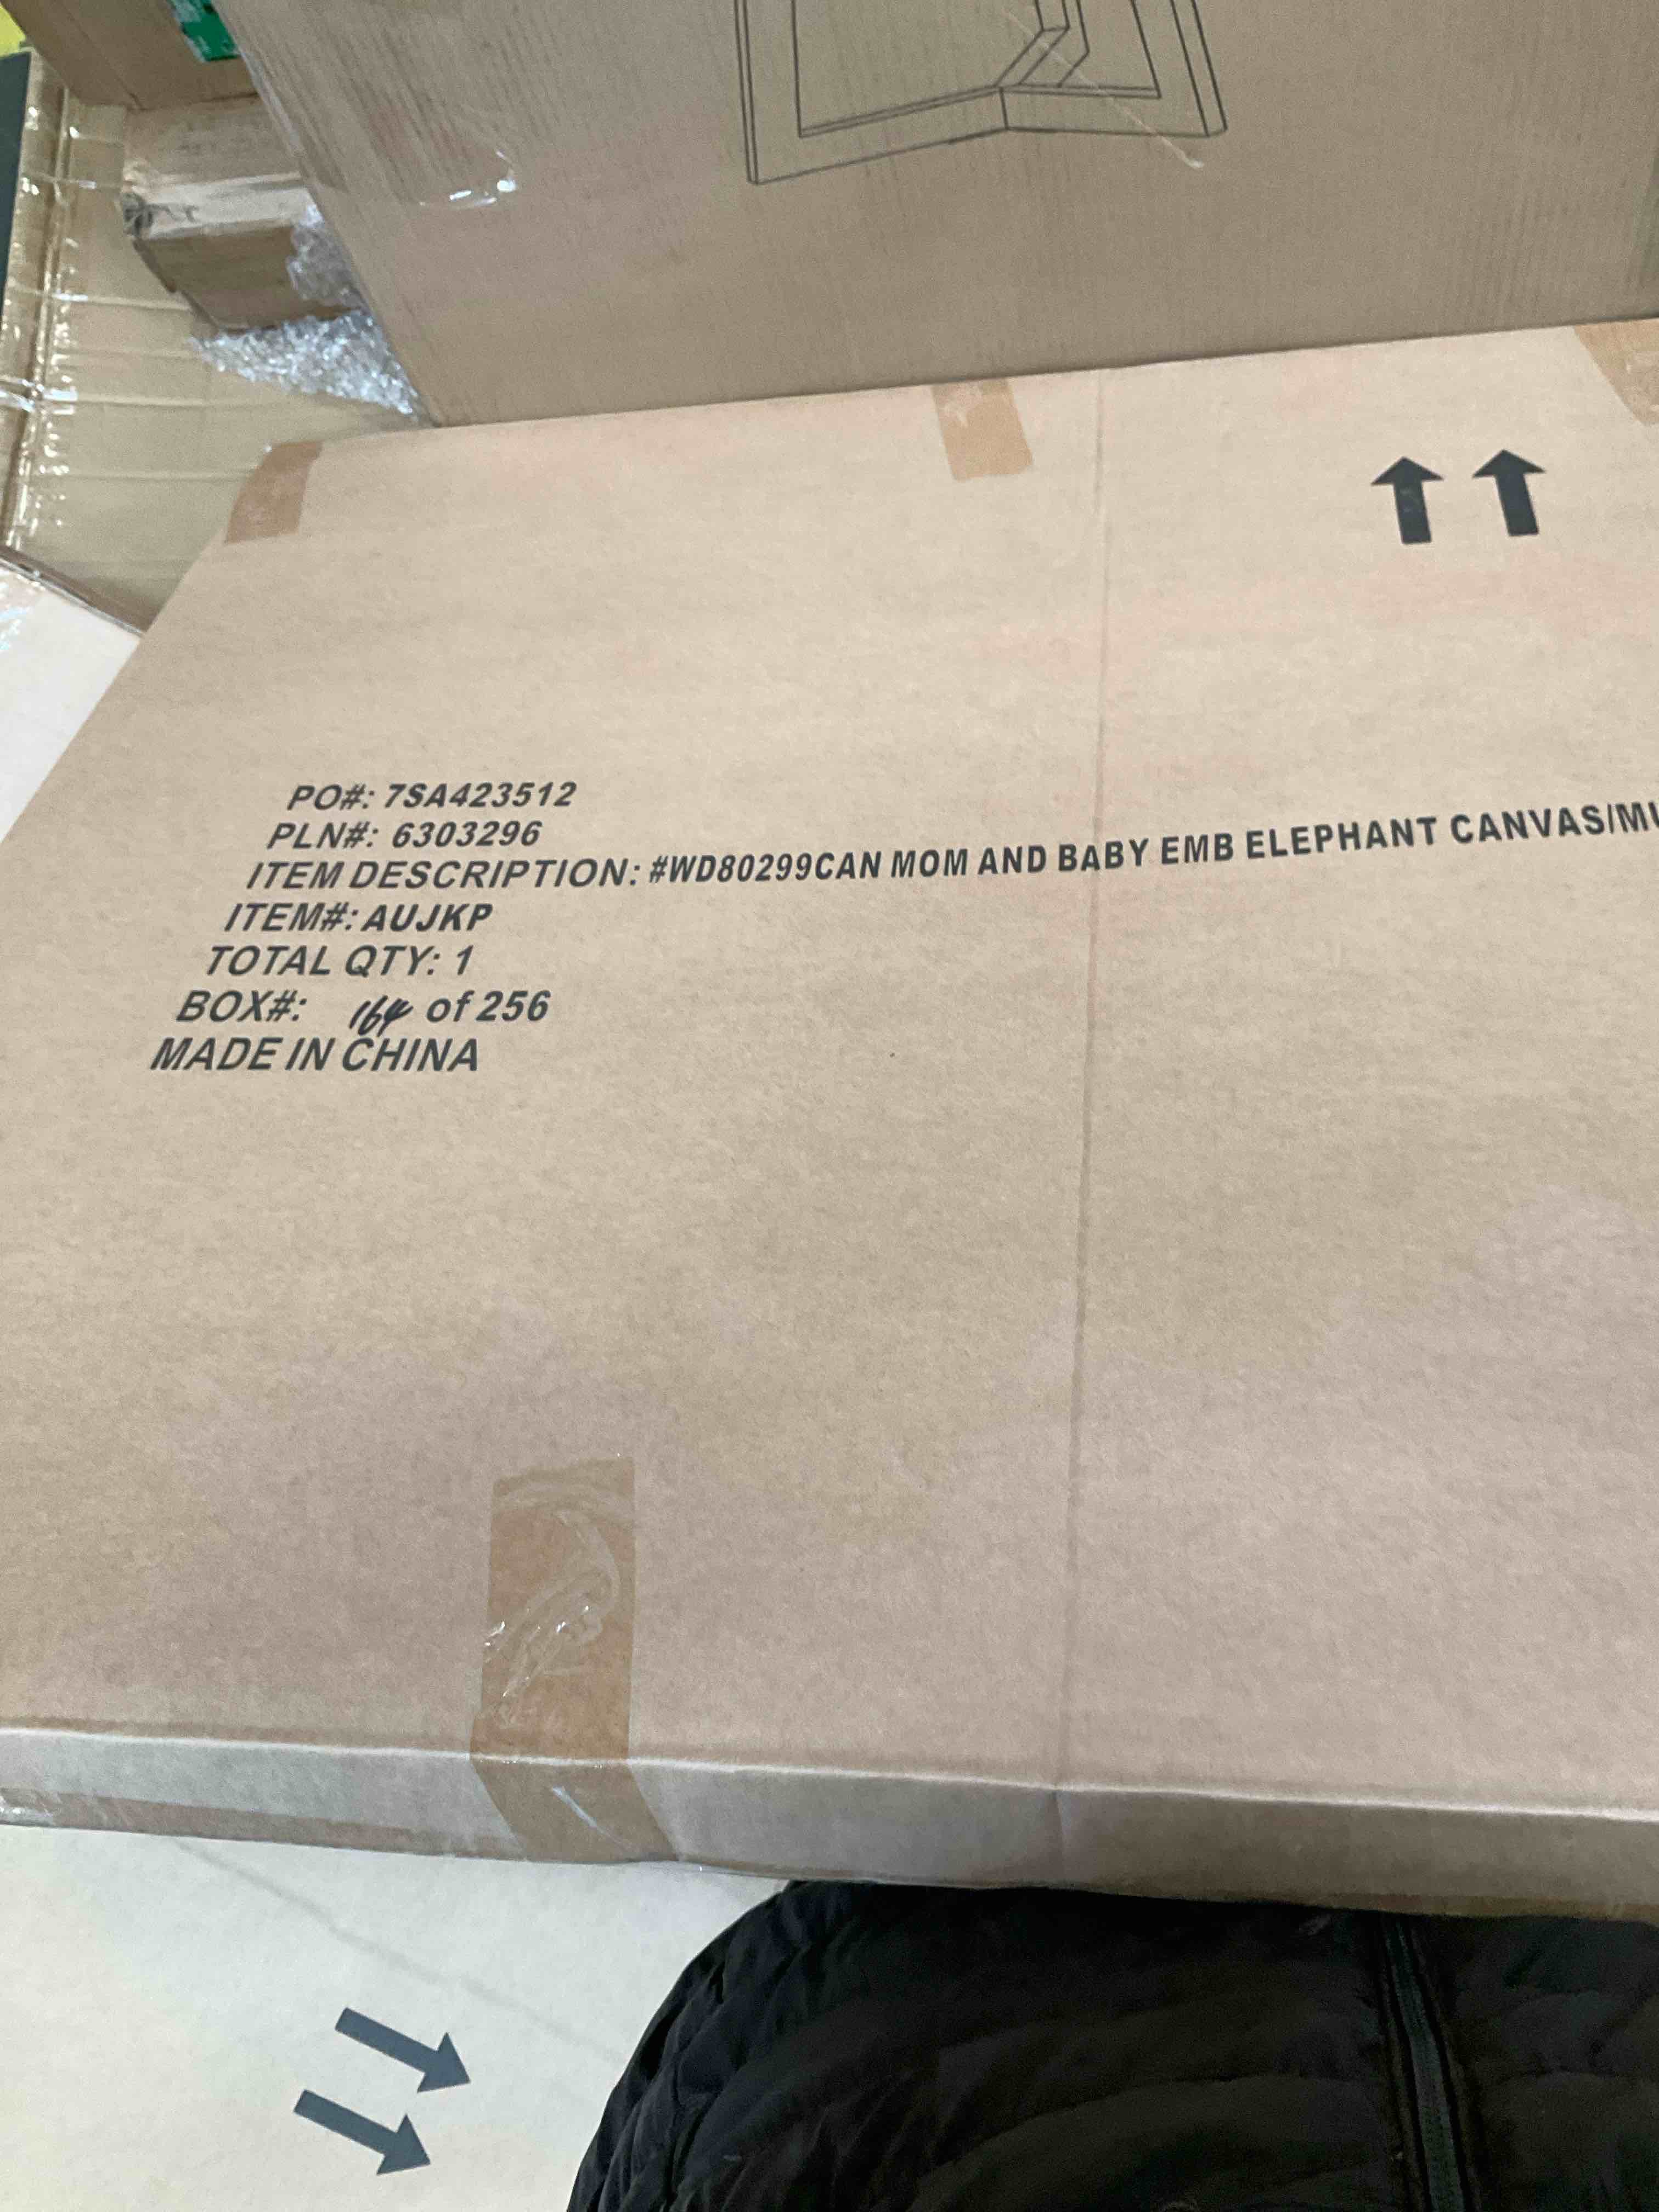 PO#: 7SA423512
PLN#: 6303296
ITEM DESCRIPTION: #WD80299CAN MOM AND BABY EMB ELEPHANT CANVAS/MU
ITEM#: AUJKP
TOTAL QTY: 1
BOX#: 164 of 256
MADE IN CHINA